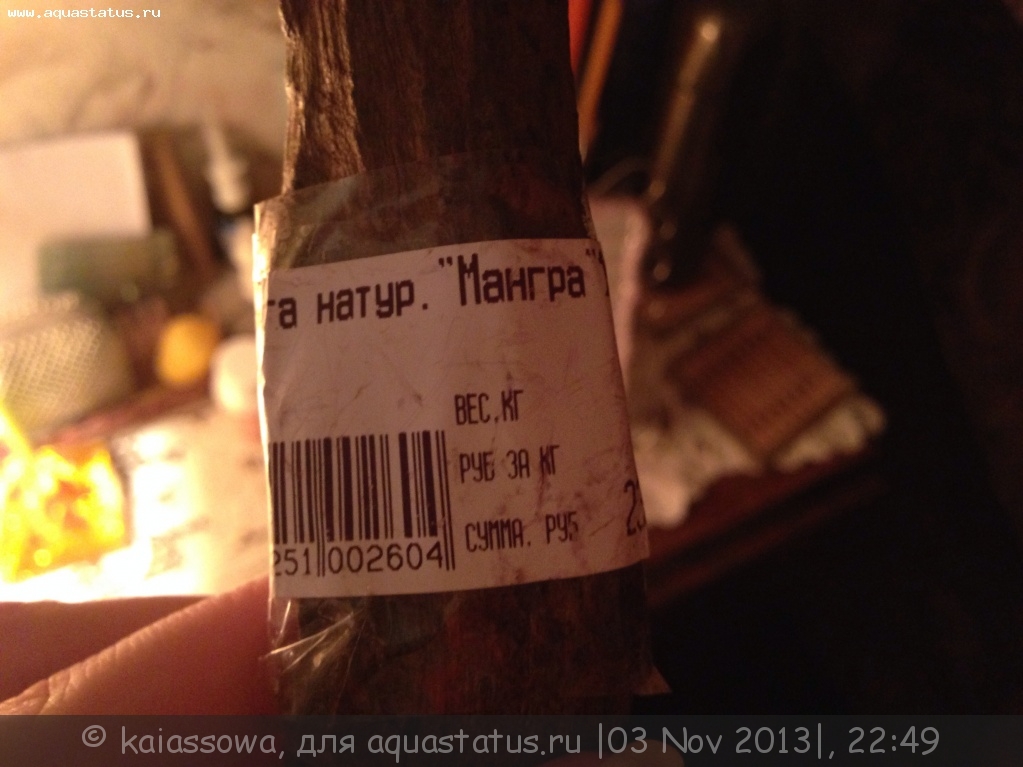 www.aquastatus.ru
га натур. "Мангра"
ВЕС.КГ
РУБ ЗА КГ
СУММА. РУБ
251 002604
© kaiassowa, для aquastatus.ru |03 Nov 2013|, 22:49